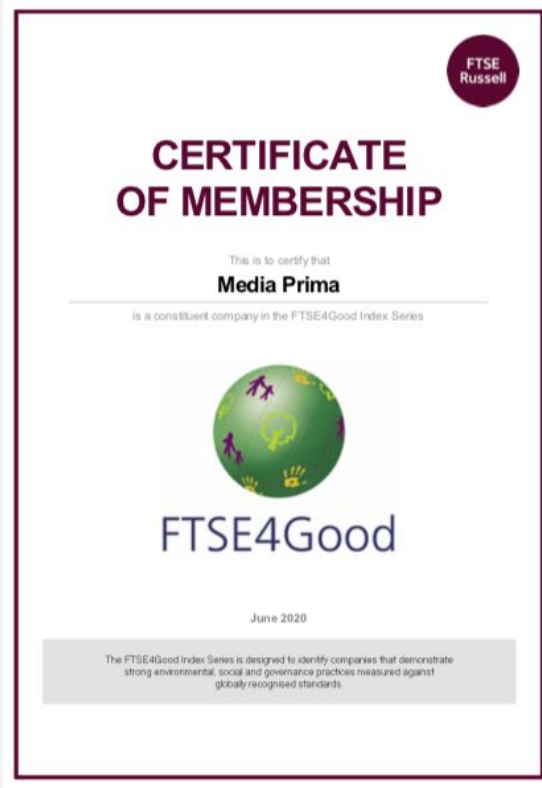 FTSE
Russell
CERTIFICATE
OF MEMBERSHIP
This is to certify that
Media Prima
is a constituent company in the FTSE4Good Index Series
FTSE4Good
June 2020
The FTSE4Good Index Series is designed to identify companies that demonstrate
strong environmental, social and governance practices measured against
globally recognised standards.